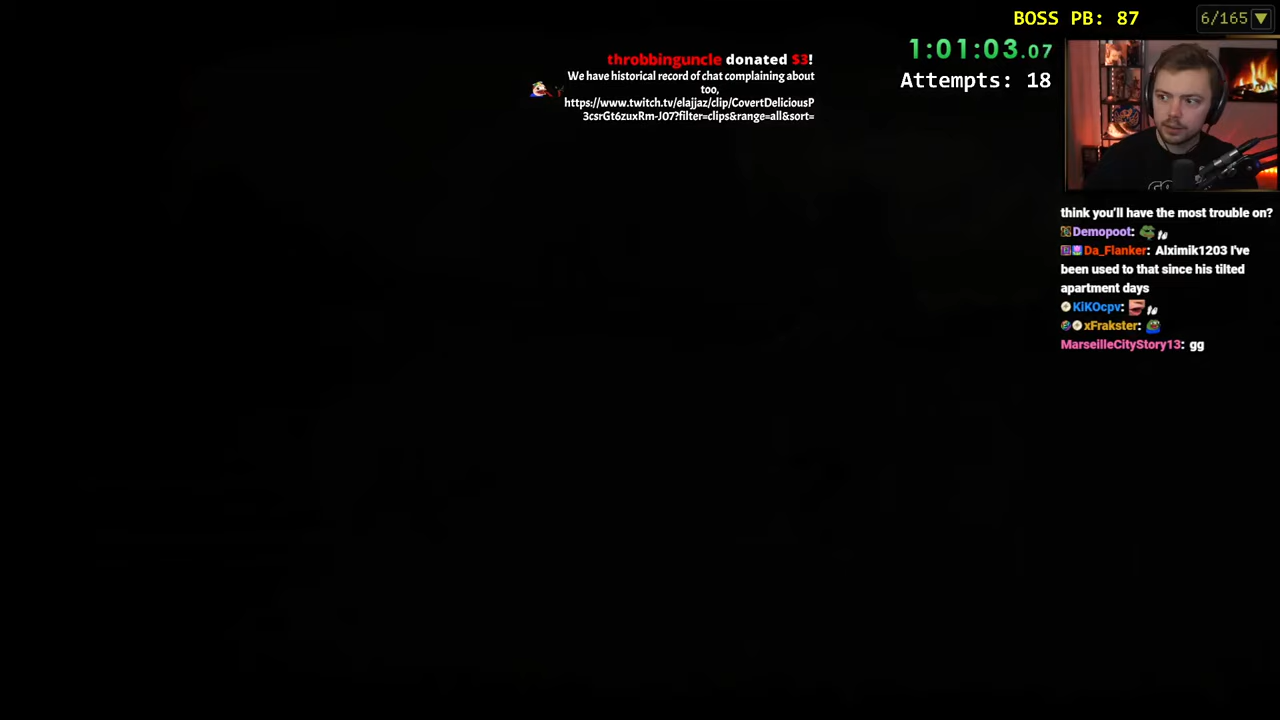 BOSS PB: 87
6/165
1:01:03.07
Attempts: 18
throbbinguncle donated $3!
We have historical record of chat complaining about
too,
https://www.twitch.tv/elajjaz/clip/CovertDeliciousP
3csrGt6zuxRm-J07?filter=clips&range=all&sort=
think you'll have the most trouble on?
Demopoot:
Da_Flanker: Alximik1203 I've
been used to that since his tilted
apartment days
KiKOcpv:
xFrakster:
MarseilleCityStory13: gg